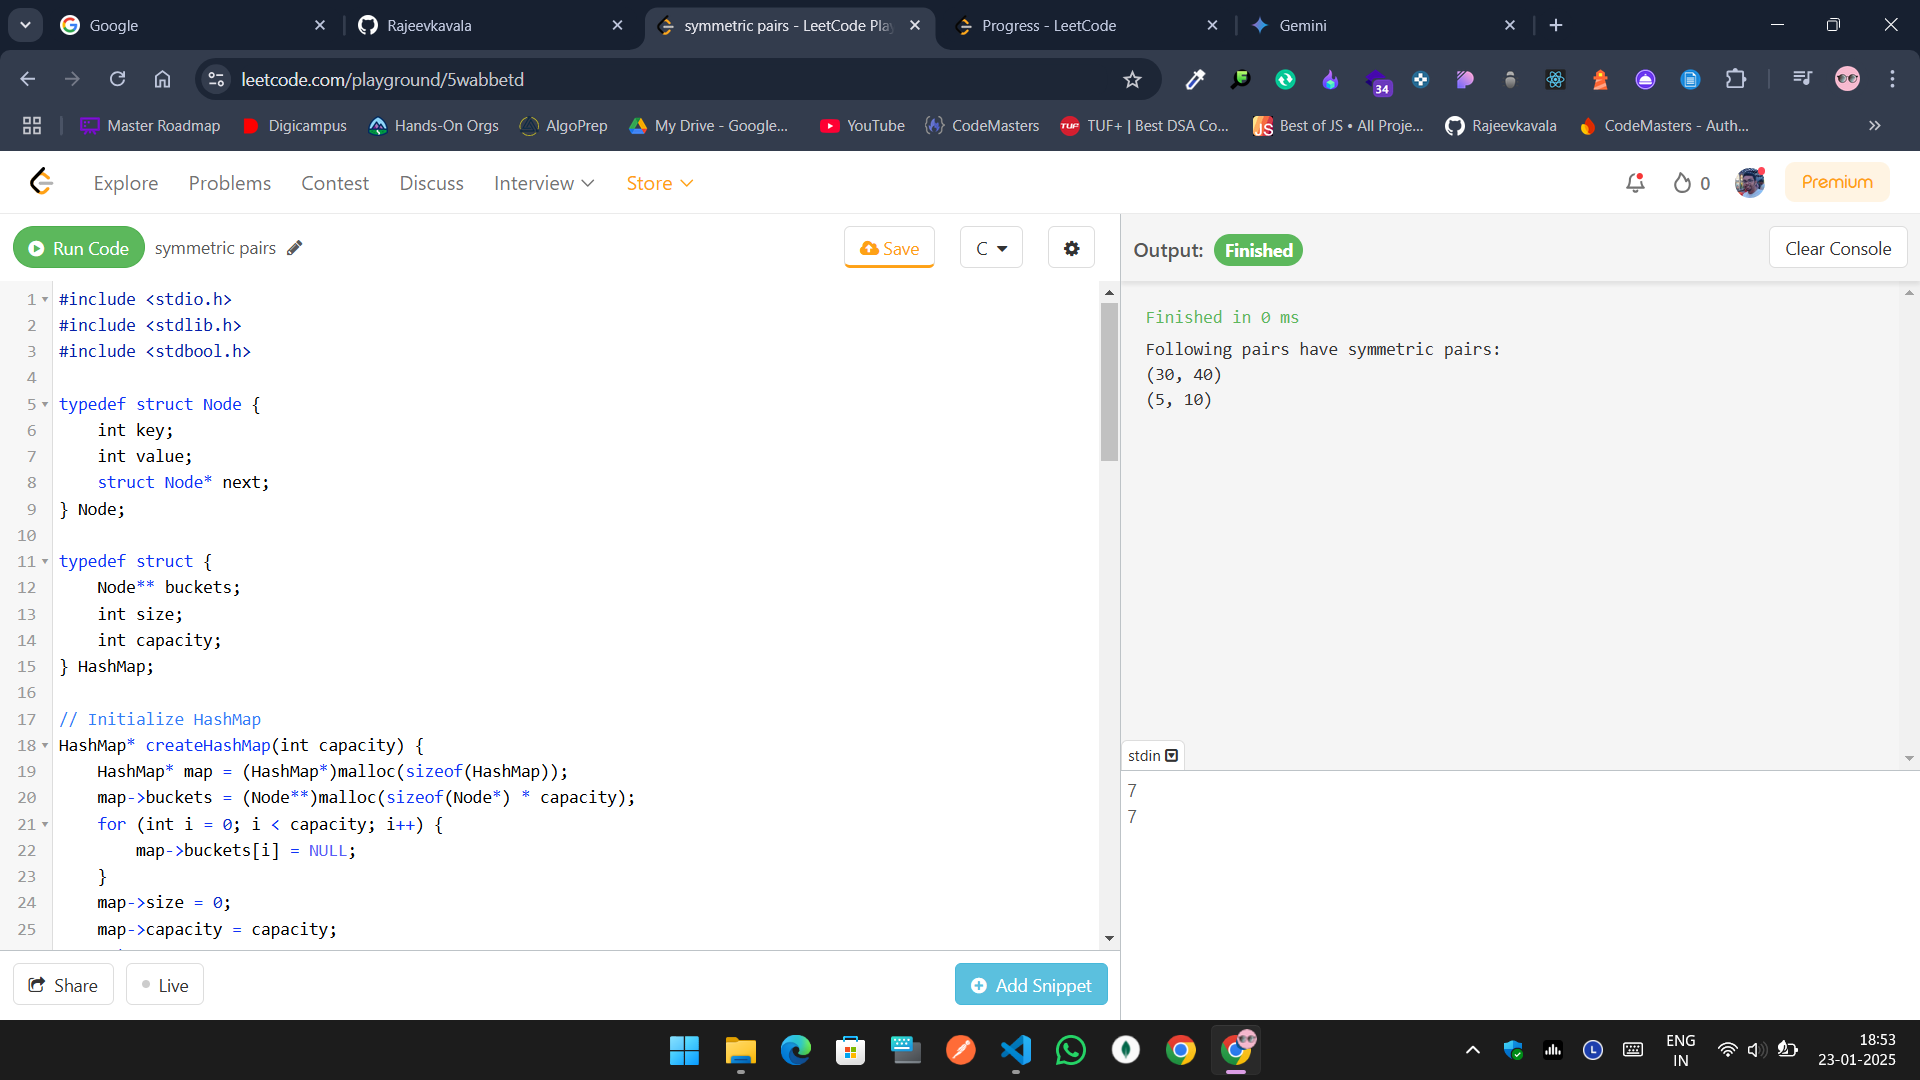 Google
Rajeevkavala
symmetric pairs - LeetCode Play
Progress - LeetCode
Gemini
leetcode.com/playground/5wabbetd
34
Master Roadmap
Digicampus
Hands-On Orgs
AlgoPrep
My Drive - Google...
YouTube
CodeMasters
TUF+ | Best DSA Co...
Best of JS • All Proje...
Rajeevkavala
CodeMasters - Auth...
Explore
Problems
Contest
Discuss
Interview
Store
0
Premium
Run Code
symmetric pairs
Save
C
Output:
Finished
Clear Console
1 #include <stdio.h>
2 #include <stdlib.h>
3 #include <stdbool.h>
4
5 typedef struct Node {
6 int key;
7 int value;
8 struct Node* next;
9 } Node;
10
11 typedef struct {
12 Node** buckets;
13 int size;
14 int capacity;
15 } HashMap;
16
17 // Initialize HashMap
18 HashMap* createHashMap(int capacity) {
19 HashMap* map = (HashMap*)malloc(sizeof(HashMap));
20 map->buckets = (Node**)malloc(sizeof(Node*) * capacity);
21 for (int i = 0; i < capacity; i++) {
22 map->buckets[i] = NULL;
23 }
24 map->size = 0;
25 map->capacity = capacity;
Finished in 0 ms
Following pairs have symmetric pairs:
(30, 40)
(5, 10)
stdin
7
7
Share
Live
Add Snippet
ENG
IN
18:53
23-01-2025